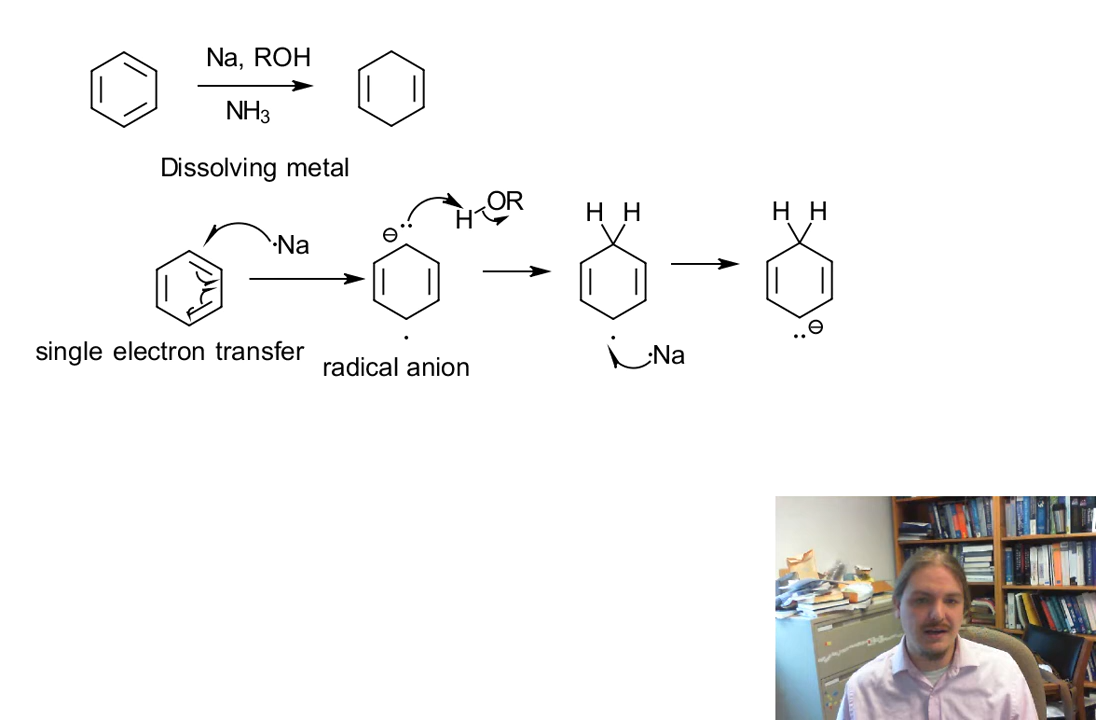 Na, ROH
NH3
Dissolving metal
H OR
·Na
H H
H H
single electron transfer
radical anion
·Na